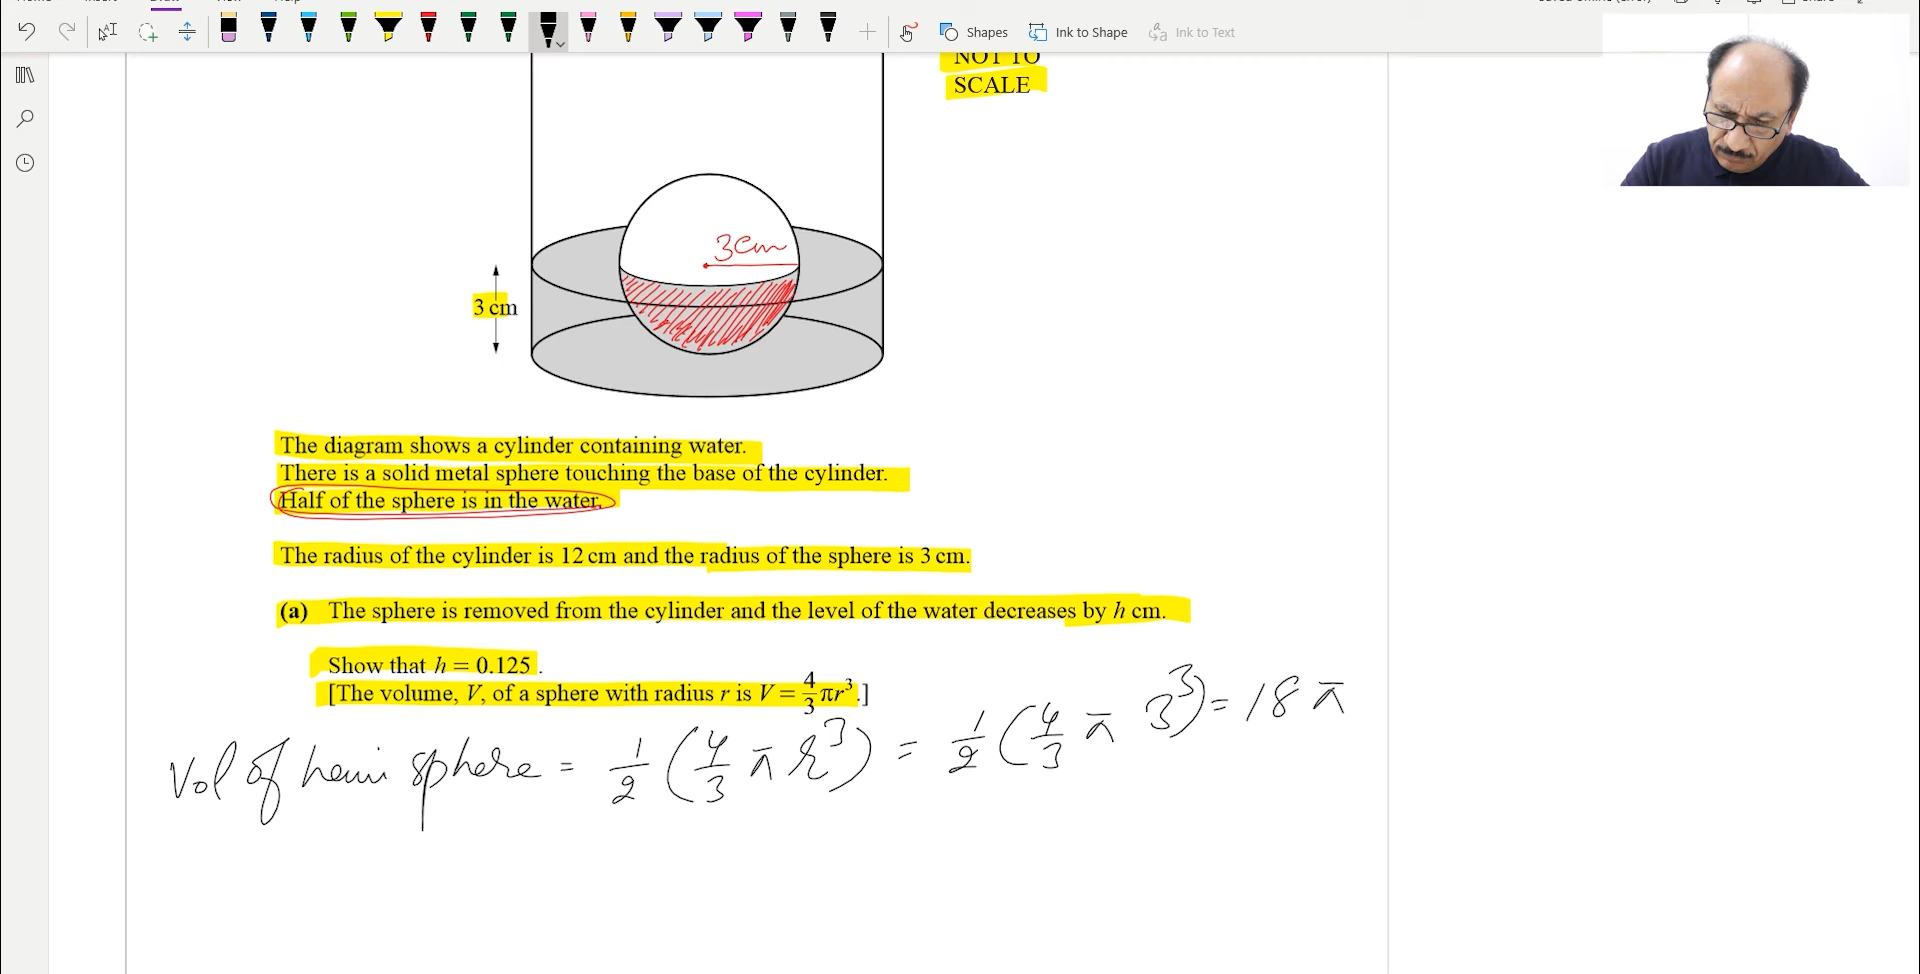 Shapes
Ink to Shape
Ink to Text
NOT TO
SCALE
3cm
3 cm
The diagram shows a cylinder containing water.
There is a solid metal sphere touching the base of the cylinder.
Half of the sphere is in the water.
The radius of the cylinder is 12 cm and the radius of the sphere is 3 cm.
(a) The sphere is removed from the cylinder and the level of the water decreases by h cm.
Show that h = 0.125 .
[The volume, V, of a sphere with radius r is V = 4/3 πr³.]
Vol of hemi sphere = 1/2 (4/3 π r³) = 1/2 (4/3 π 3³) = 18 π